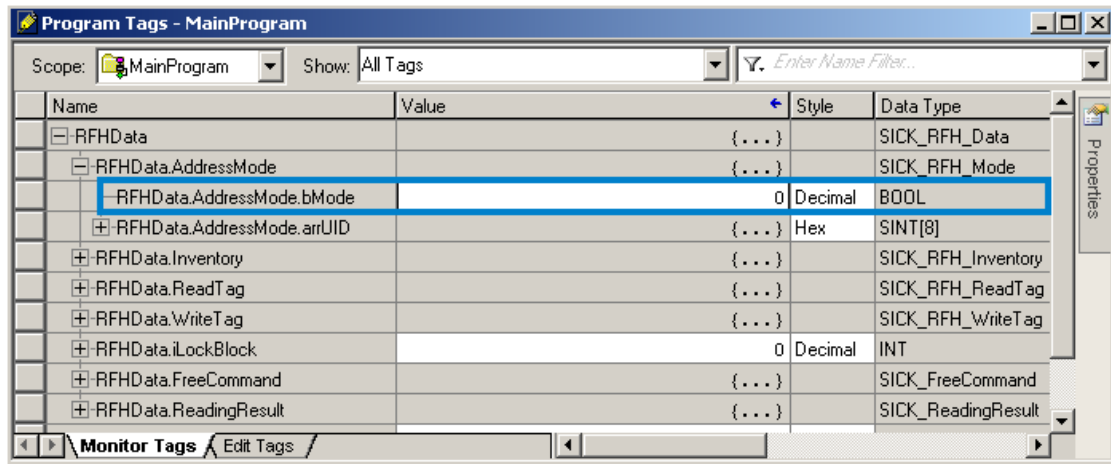 Program Tags - MainProgram
Scope: MainProgram Show: All Tags Enter Name Filter...
Name Value Style Data Type
RFHData {...} SICK_RFH_Data
RFHData.AddressMode {...} SICK_RFH_Mode
RFHData.AddressMode.bMode 0 Decimal BOOL
RFHData.AddressMode.arrUID {...} Hex SINT[8]
RFHData.Inventory {...} SICK_RFH_Inventory
RFHData.ReadTag {...} SICK_RFH_ReadTag
RFHData.WriteTag {...} SICK_RFH_WriteTag
RFHData.iLockBlock 0 Decimal INT
RFHData.FreeCommand {...} SICK_FreeCommand
RFHData.ReadingResult {...} SICK_ReadingResult
Monitor Tags Edit Tags
Properties